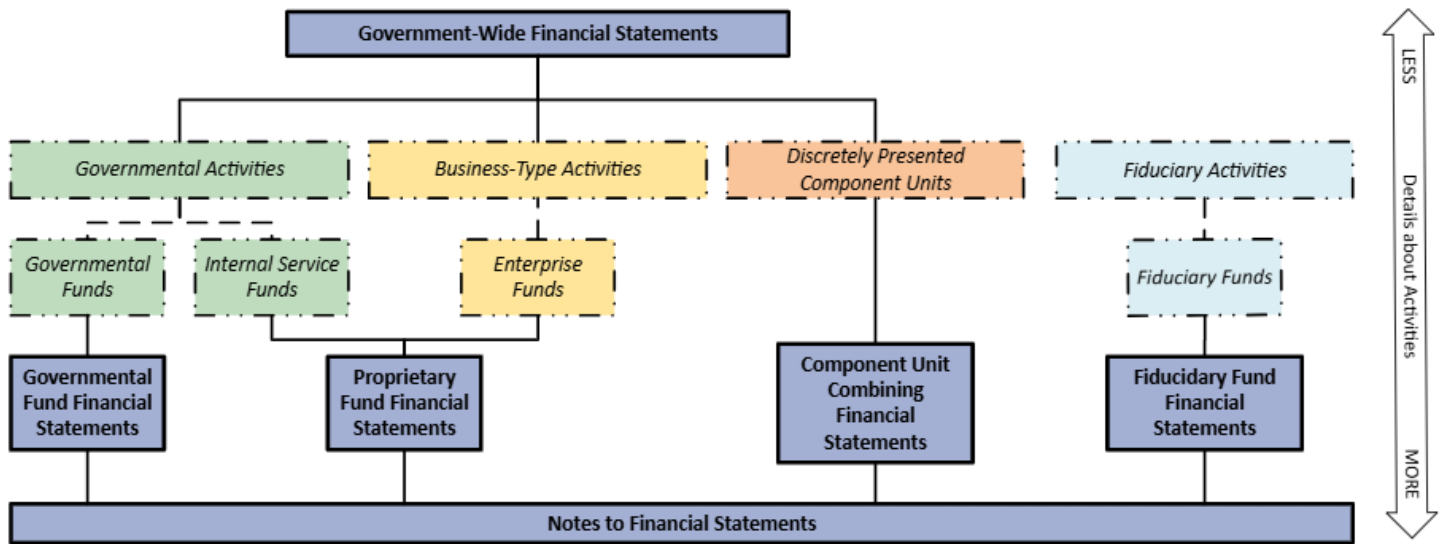 Government-Wide Financial Statements
LESS
Governmental Activities
Business-Type Activities
Discretely Presented
Component Units
Fiduciary Activities
Details about Activities
Governmental
Funds
Internal Service
Funds
Enterprise
Funds
Fiduciary Funds
Governmental
Fund Financial
Statements
Proprietary
Fund Financial
Statements
Component Unit
Combining
Financial
Statements
Fiducidary Fund
Financial
Statements
MORE
Notes to Financial Statements